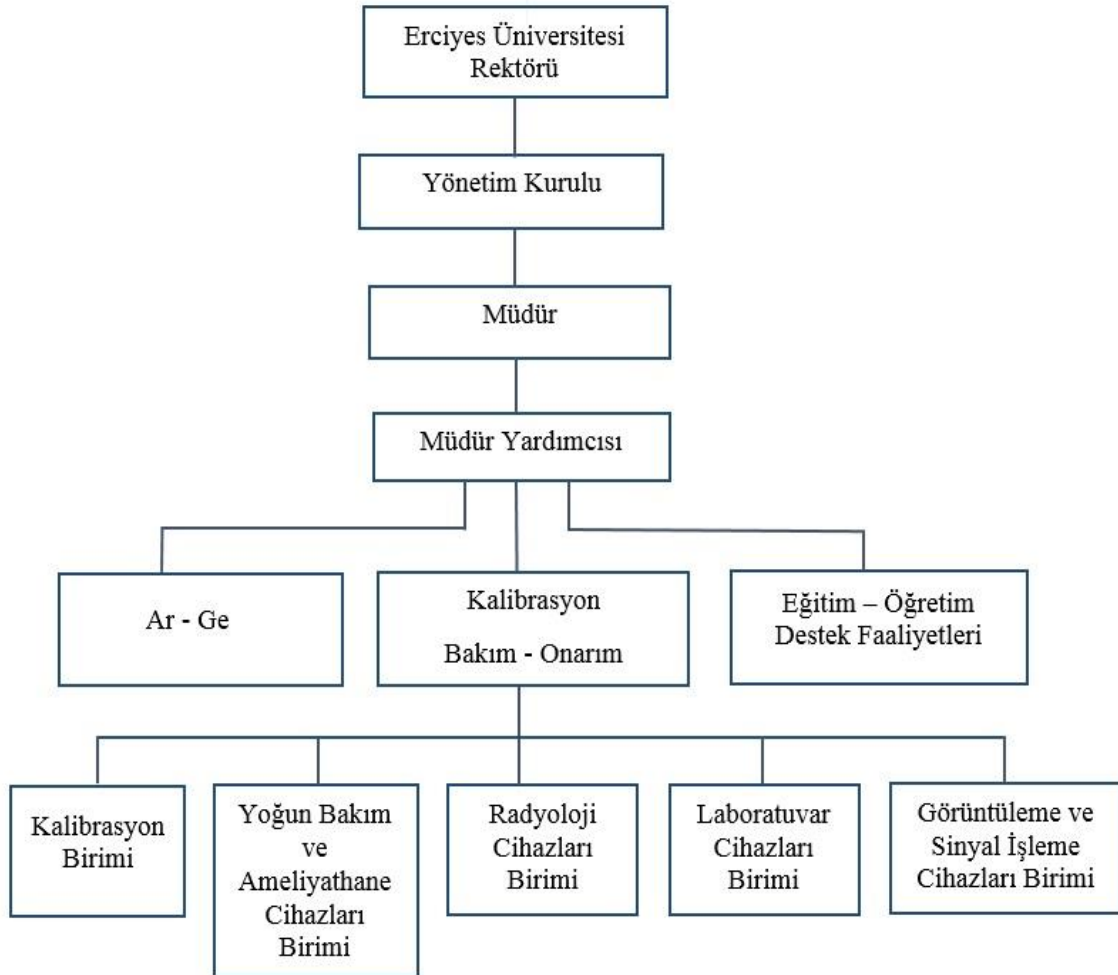 Erciyes Üniversitesi
Rektörü
Yönetim Kurulu
Müdür
Müdür Yardımcısı
Ar - Ge
Kalibrasyon
Bakım - Onarım
Eğitim – Öğretim
Destek Faaliyetleri
Kalibrasyon
Birimi
Yoğun Bakım
ve
Ameliyathane
Cihazları
Birimi
Radyoloji
Cihazları
Birimi
Laboratuvar
Cihazları
Birimi
Görüntüleme ve
Sinyal İşleme
Cihazları Birimi